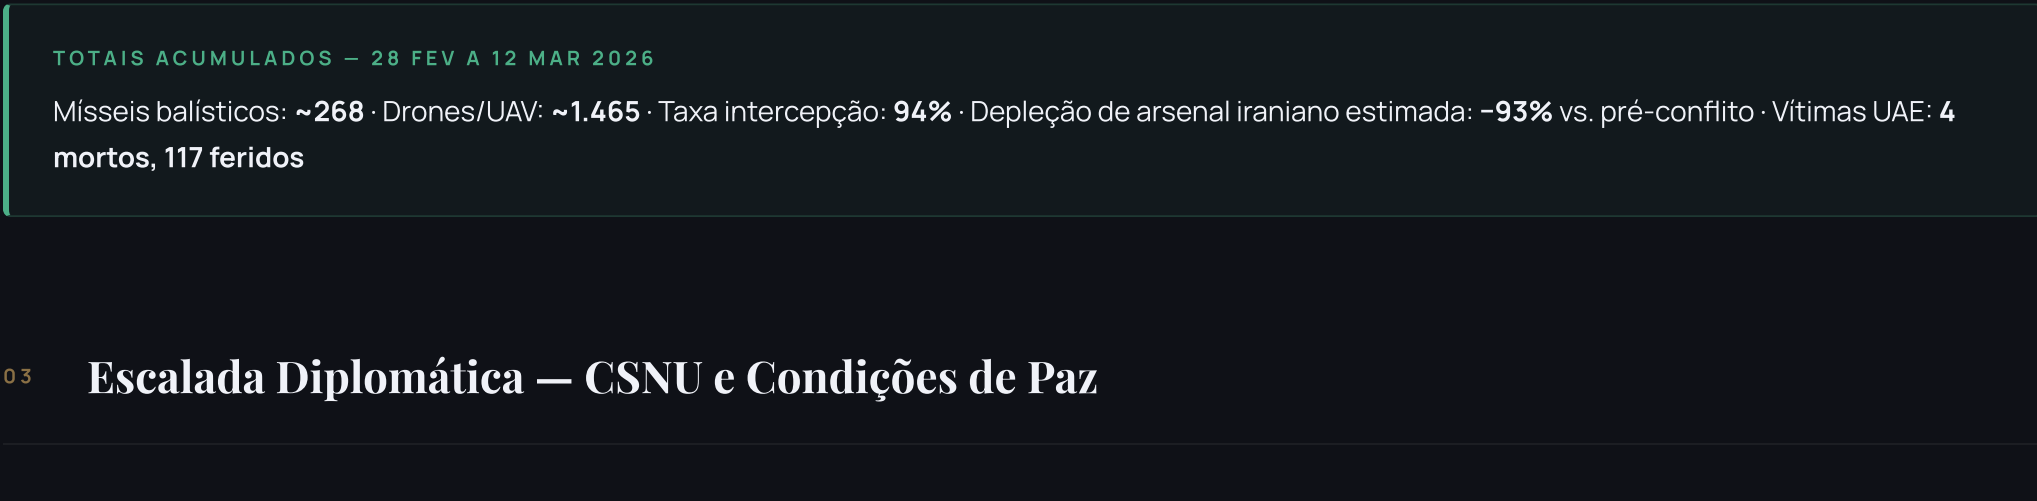 TOTAIS ACUMULADOS — 28 FEV A 12 MAR 2026
Mísseis balísticos: ~268 · Drones/UAV: ~1.465 · Taxa intercepção: 94% · Depleção de arsenal iraniano estimada: −93% vs. pré-conflito · Vítimas UAE: 4
mortos, 117 feridos
03 Escalada Diplomática — CSNU e Condições de Paz